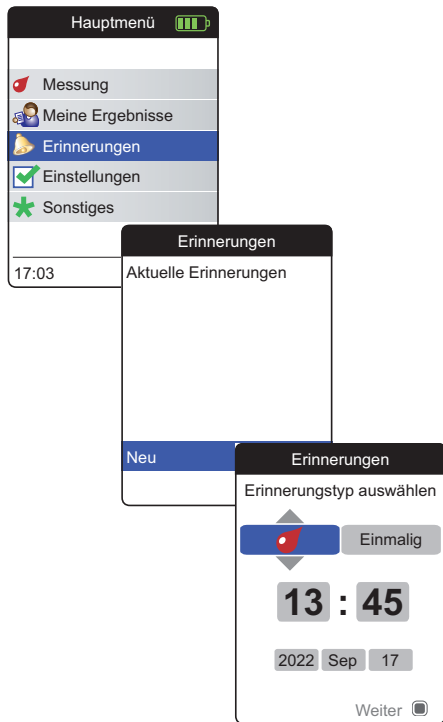 Hauptmenü
Messung
Meine Ergebnisse
Erinnerungen
Einstellungen
Sonstiges
17:03
Erinnerungen
Aktuelle Erinnerungen
Neu
Erinnerungen
Erinnerungstyp auswählen
Einmalig
13 : 45
2022 Sep 17
Weiter